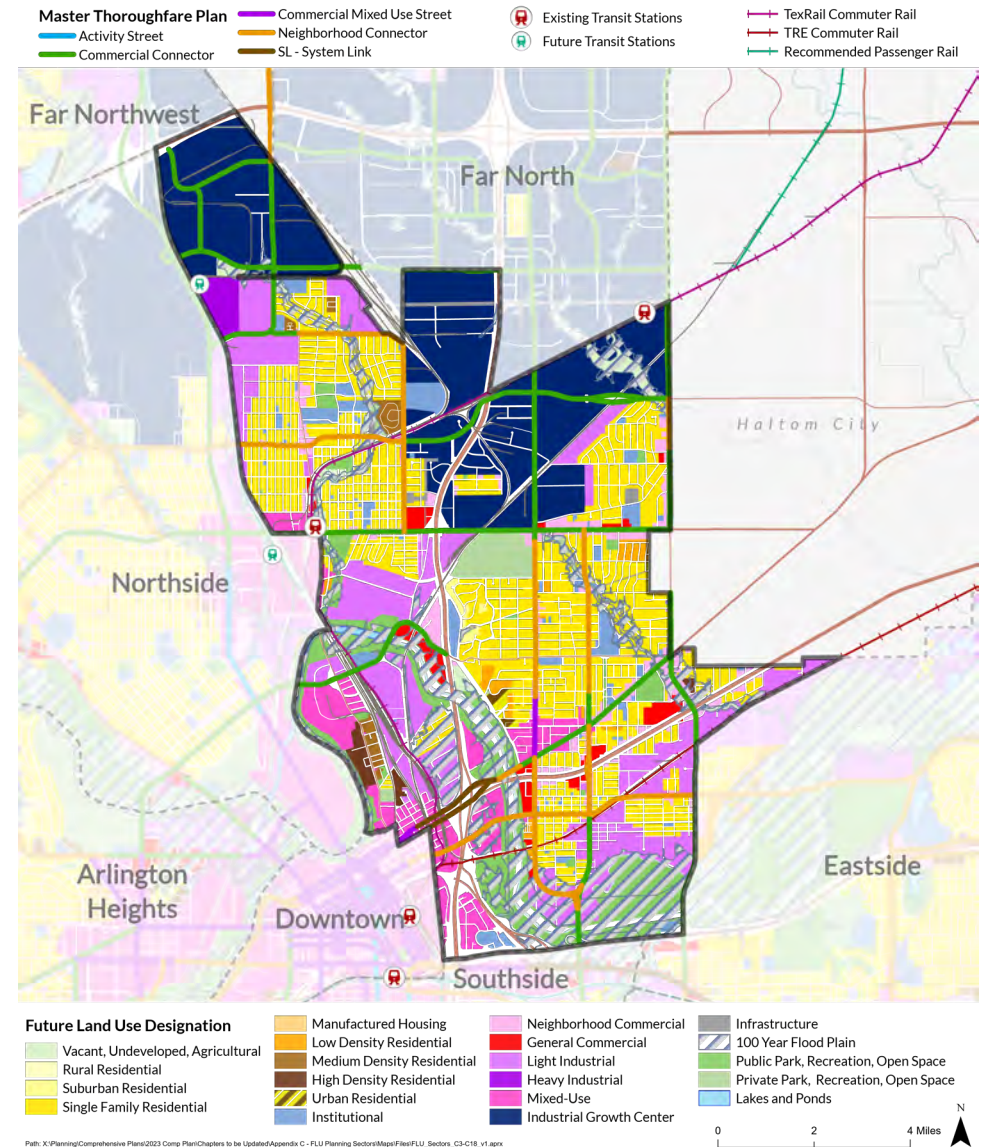 Master Thoroughfare Plan
Activity Street
Commercial Connector
Commercial Mixed Use Street
Neighborhood Connector
SL - System Link
Existing Transit Stations
Future Transit Stations
TexRail Commuter Rail
TRE Commuter Rail
Recommended Passenger Rail
Far Northwest
Far North
Haltom City
Northside
Arlington
Heights
Eastside
Downtown
Southside
Future Land Use Designation
Vacant, Undeveloped, Agricultural
Rural Residential
Suburban Residential
Single Family Residential
Manufactured Housing
Low Density Residential
Medium Density Residential
High Density Residential
Urban Residential
Institutional
Neighborhood Commercial
General Commercial
Light Industrial
Heavy Industrial
Mixed-Use
Industrial Growth Center
Infrastructure
100 Year Flood Plain
Public Park, Recreation, Open Space
Private Park, Recreation, Open Space
Lakes and Ponds
N
0 2 4 Miles
Path: X:\Planning\Comprehensive Plans\2023 Comp Plan\Chapters to be Updated\Appendix C - FLU Planning Sectors\Maps\Files\FLU_Sectors_C3-C18_v1.aprx